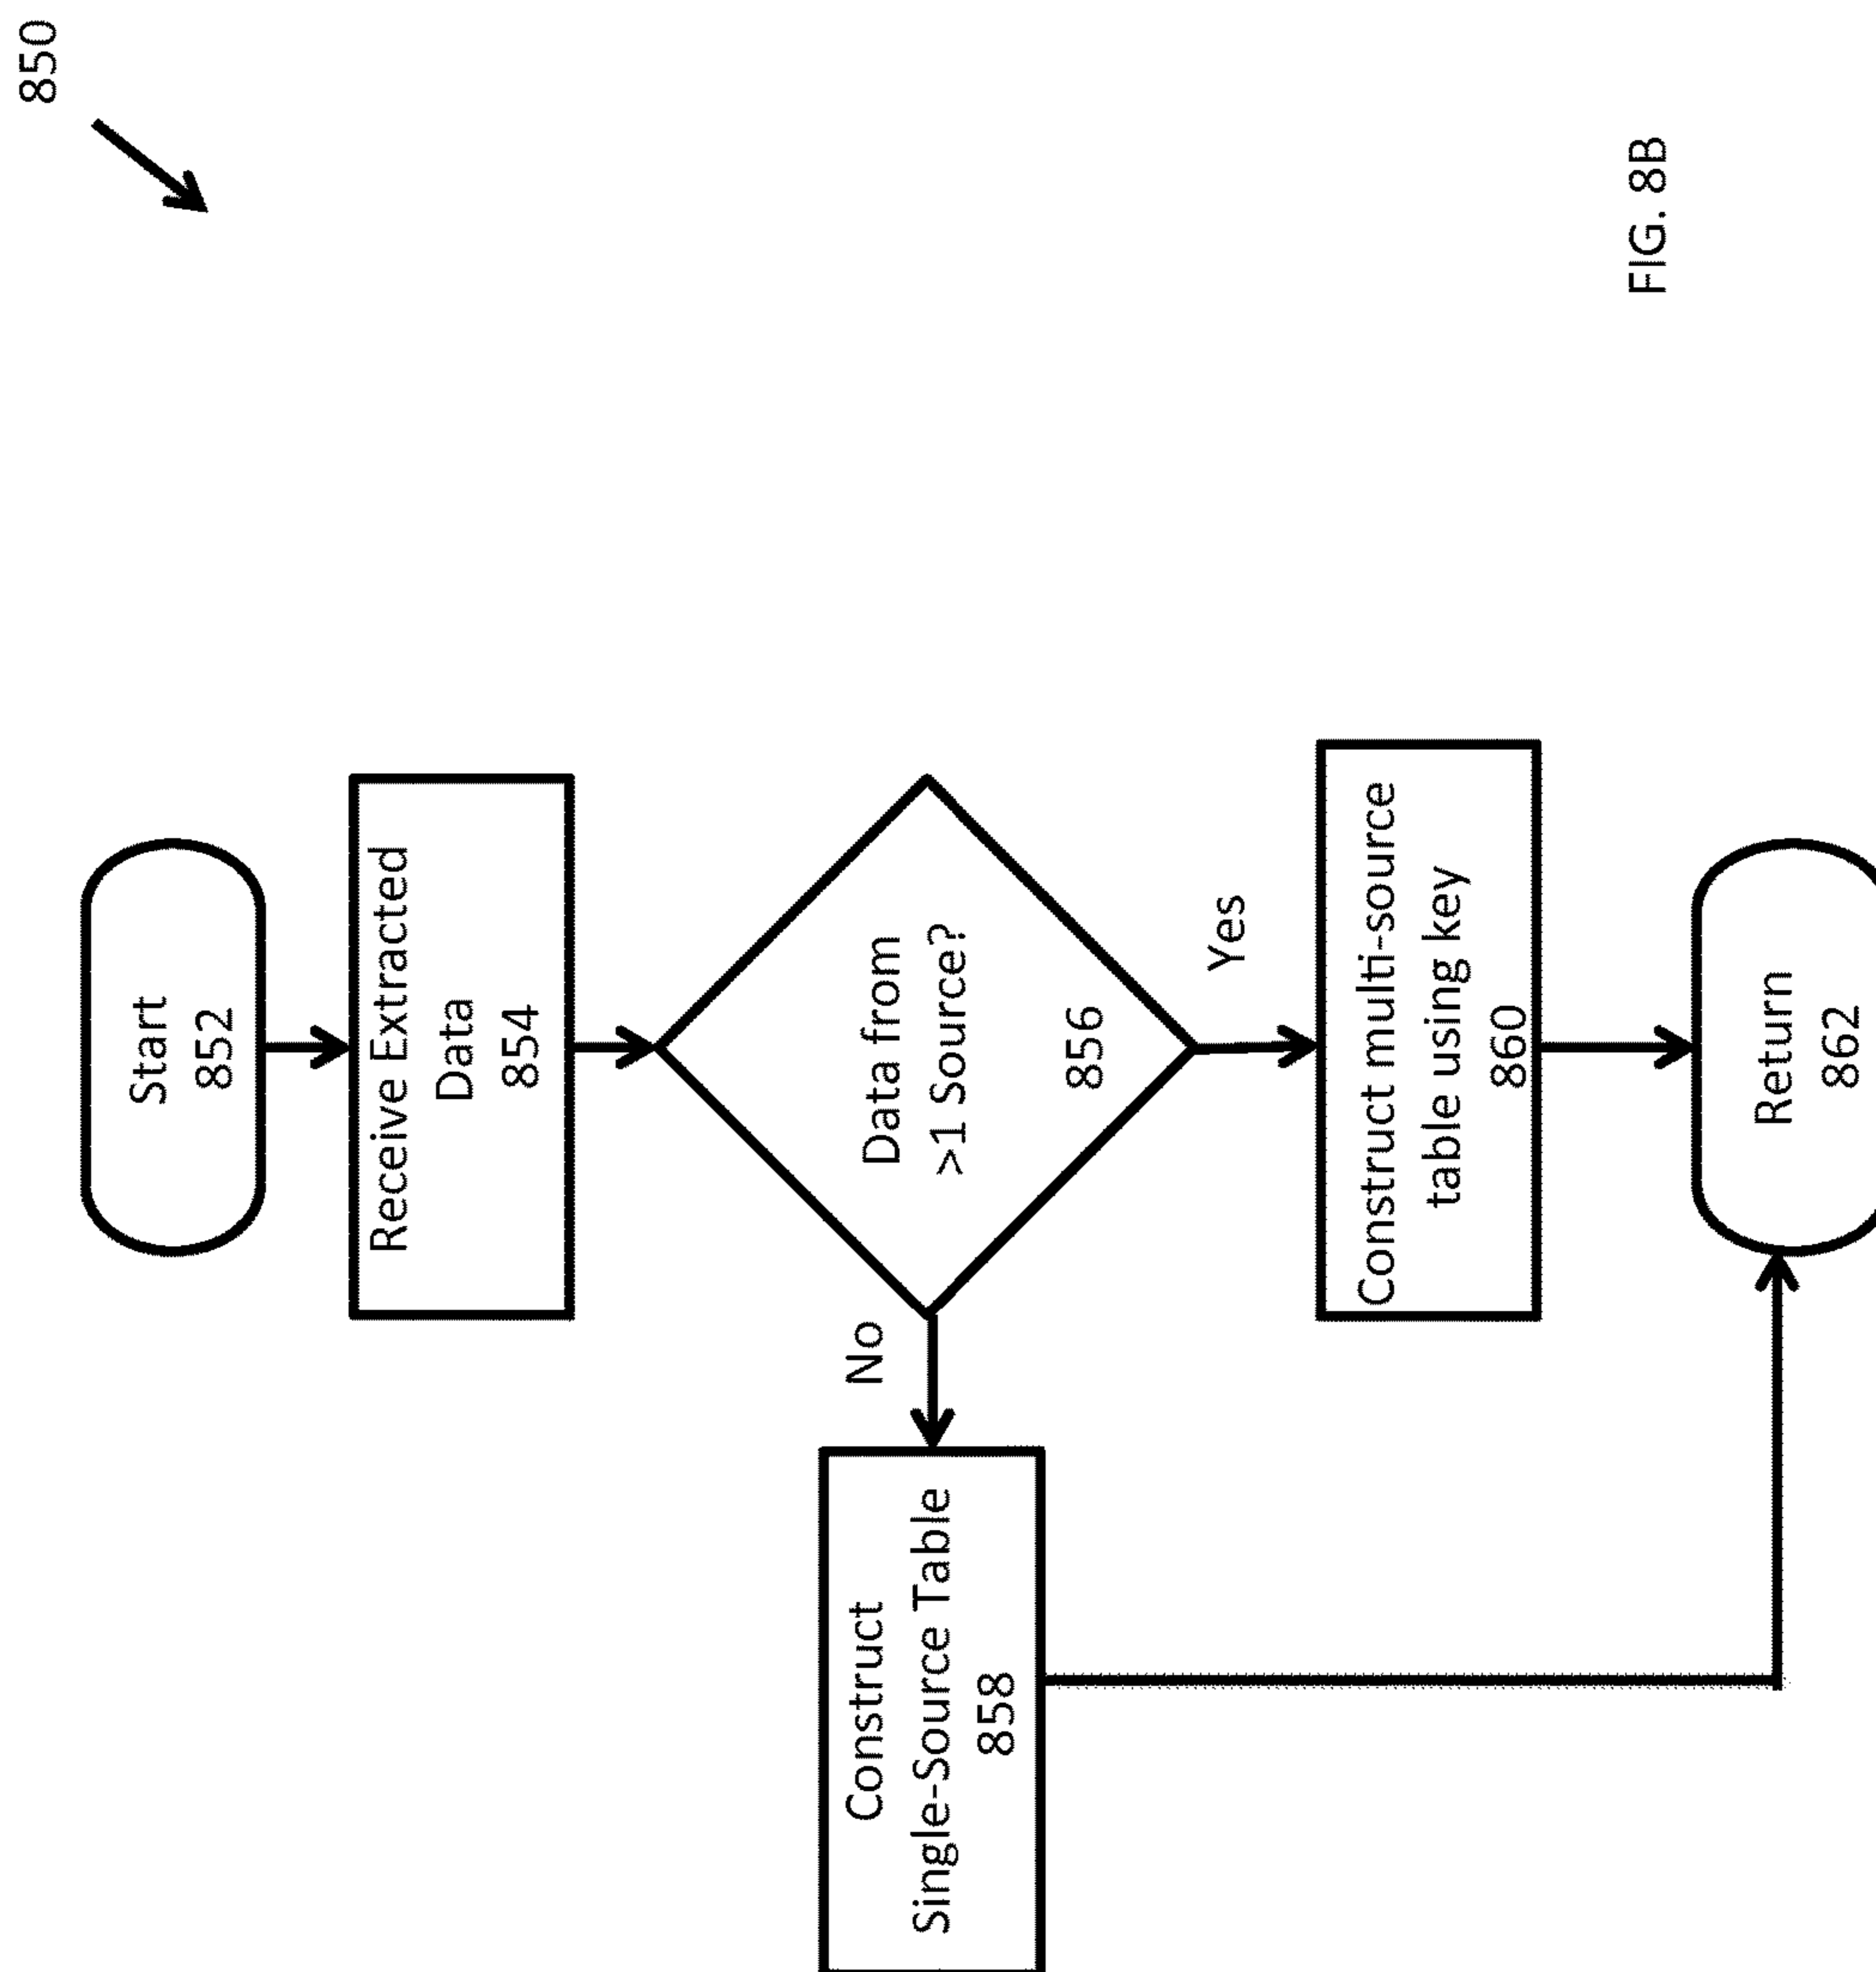 850
Start
852
Receive Extracted
Data
854
Data from
>1 Source?
856
No
Yes
Construct
Single-Source Table
858
Construct multi-source
table using key
860
Return
862
FIG. 8B